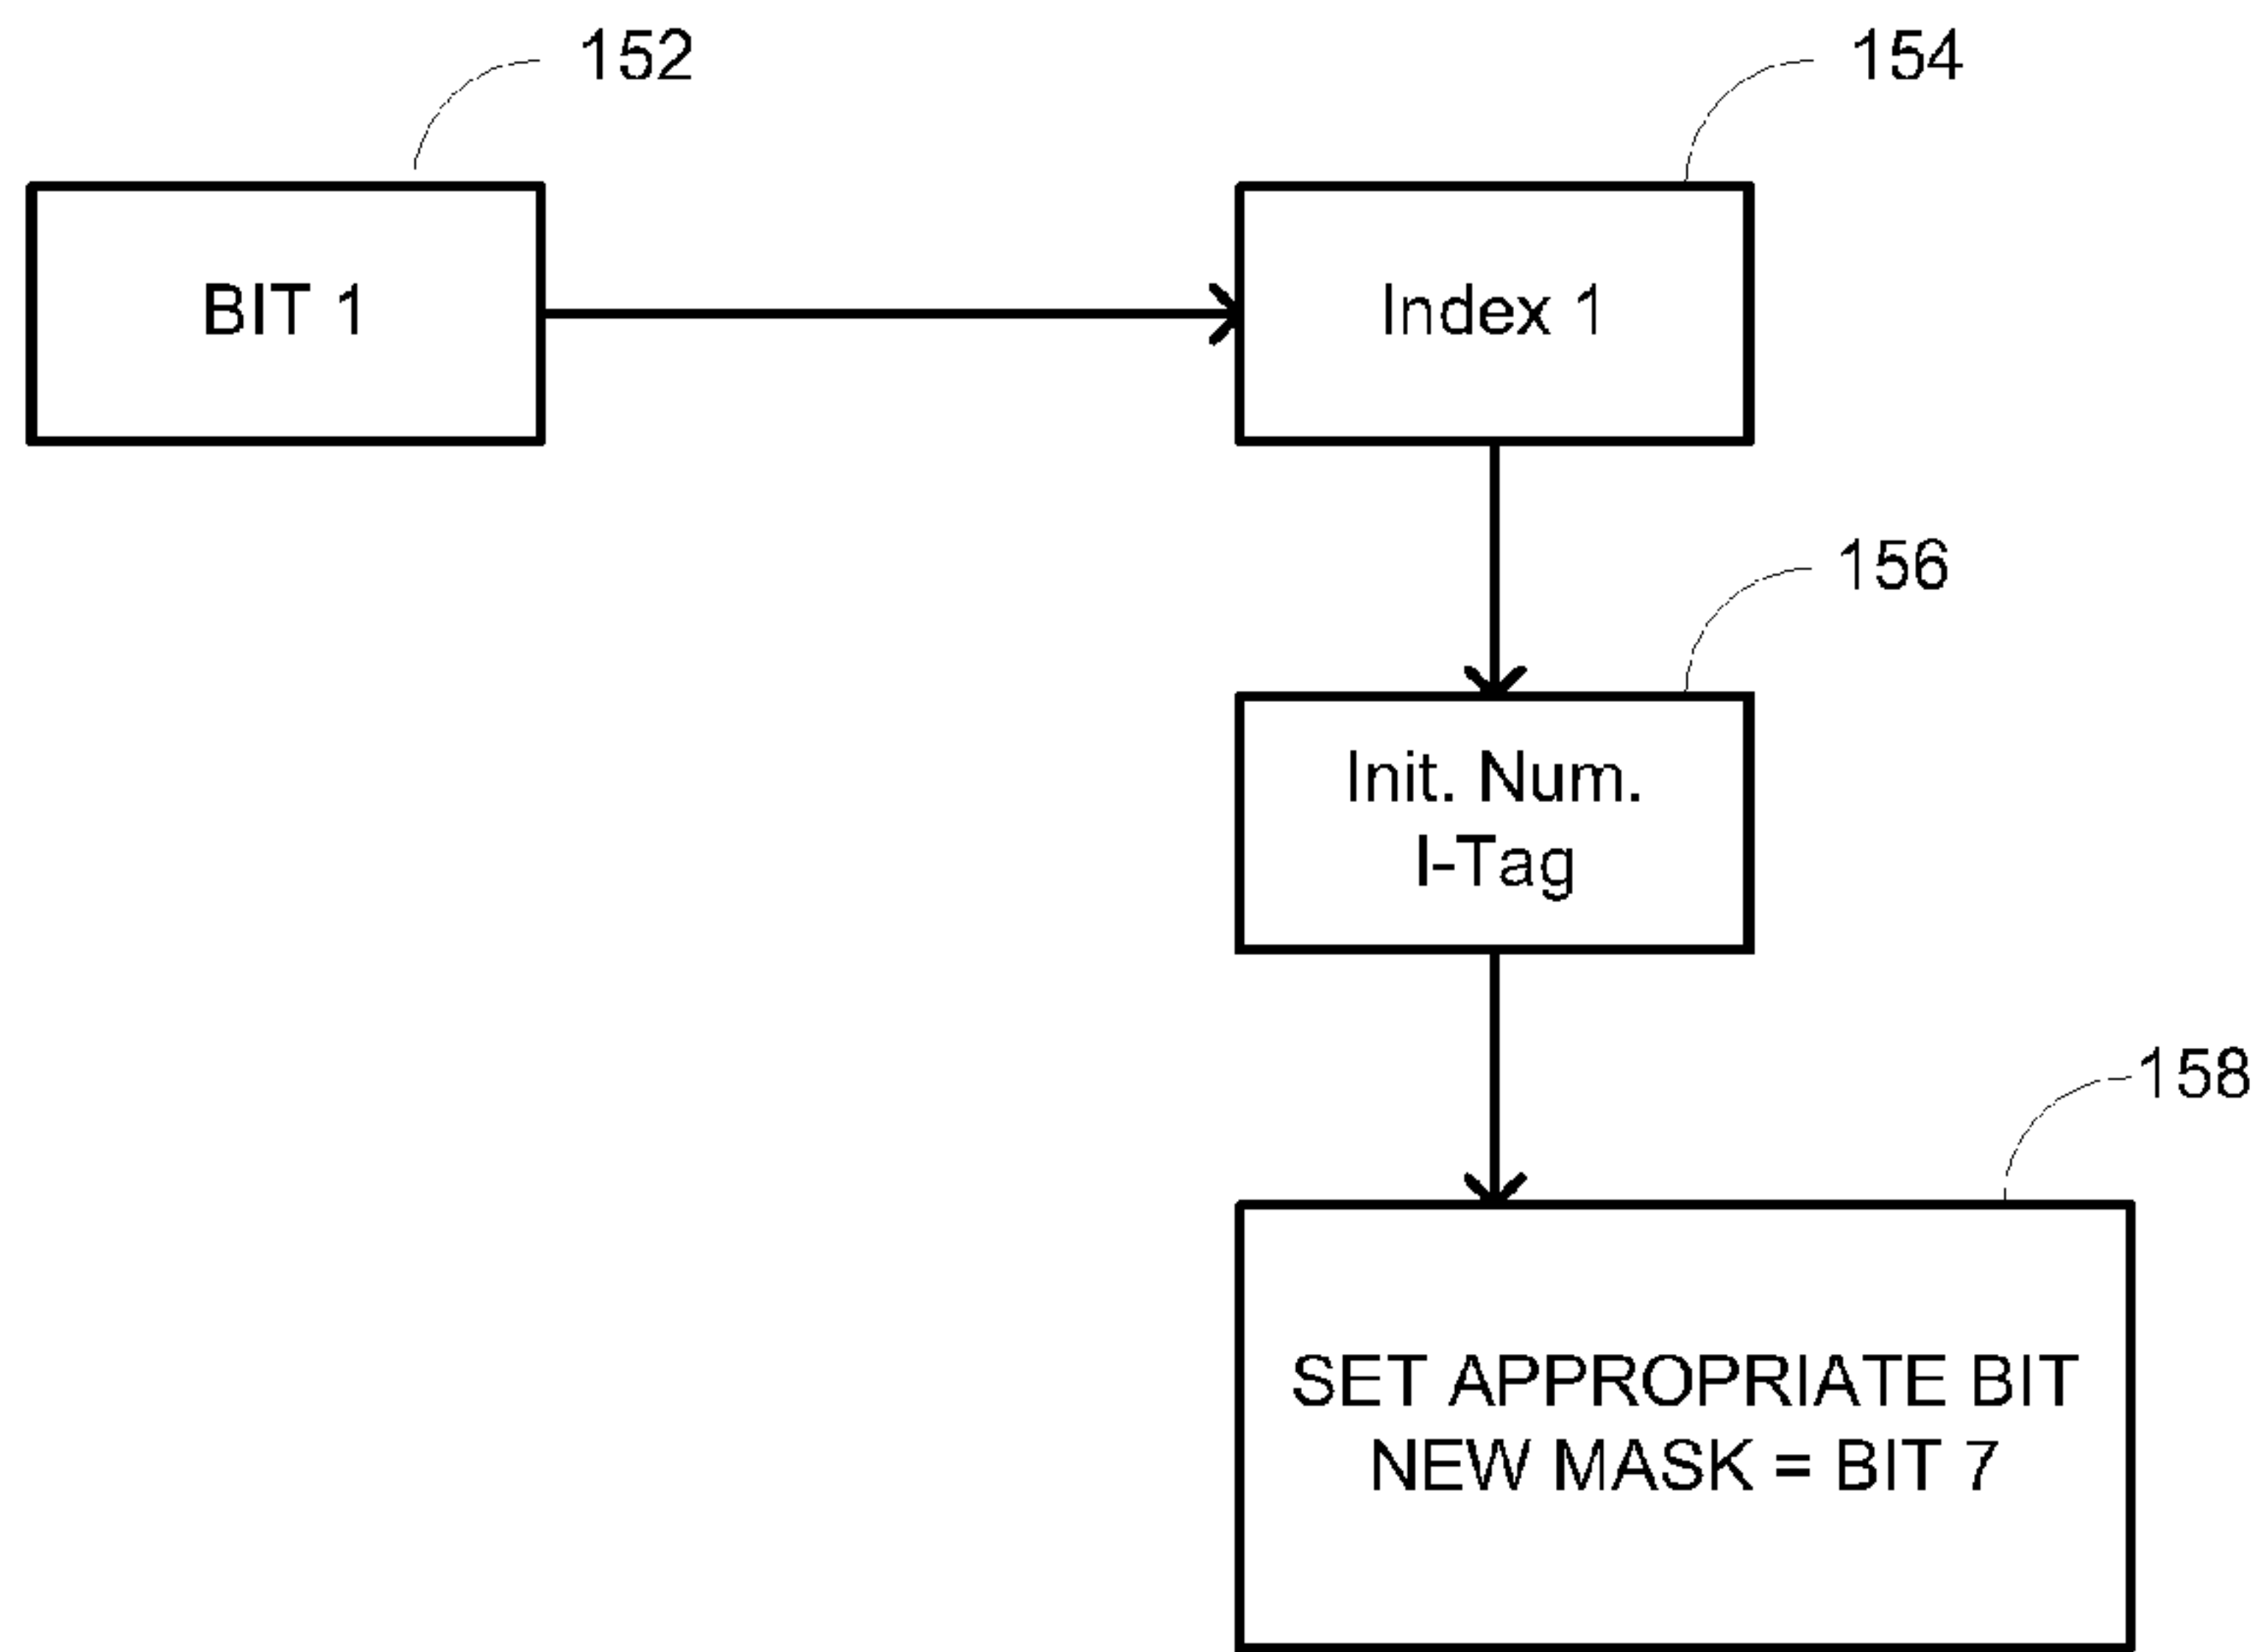 152
154
BIT 1
Index 1
156
Init. Num.
I-Tag
158
SET APPROPRIATE BIT
NEW MASK = BIT 7